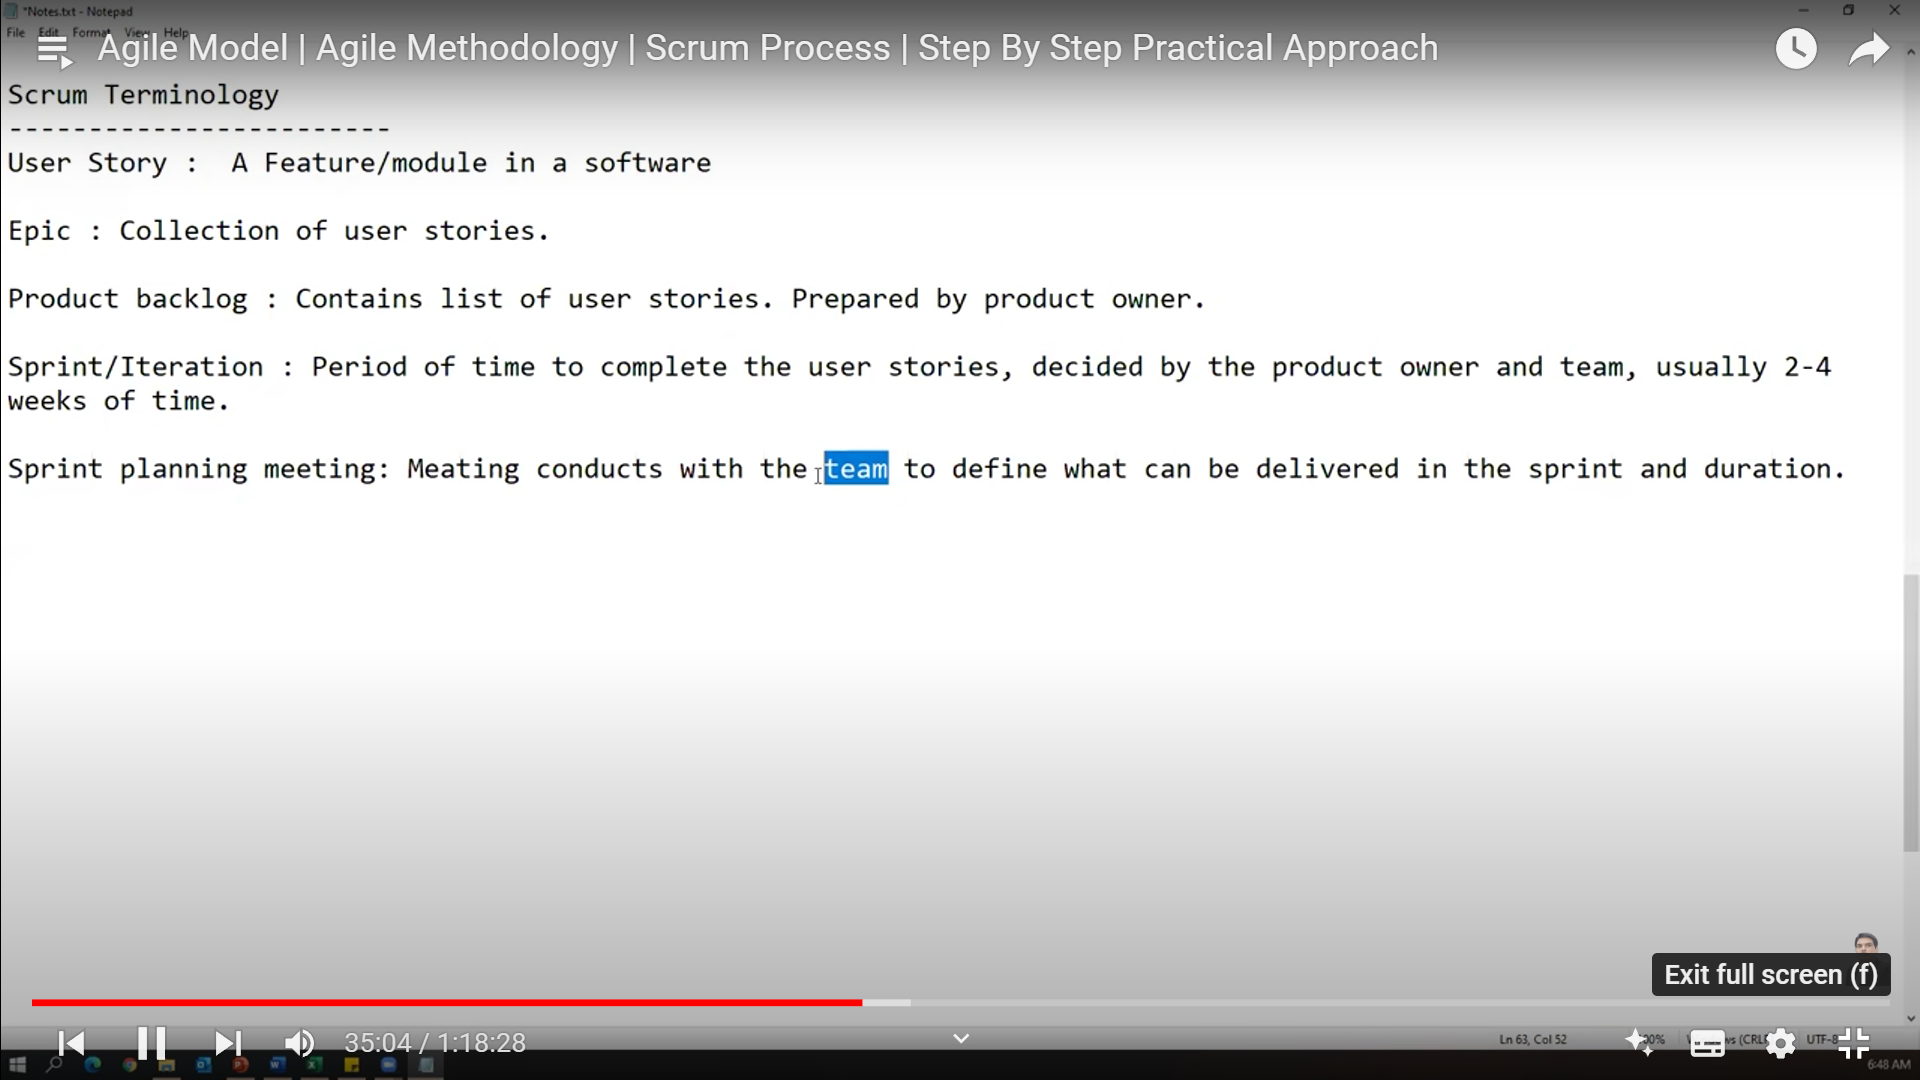 *Notes.txt - Notepad
File Edit Format View Help
Agile Model | Agile Methodology | Scrum Process | Step By Step Practical Approach
Scrum Terminology
------------------------
User Story :  A Feature/module in a software
Epic : Collection of user stories.
Product backlog : Contains list of user stories. Prepared by product owner.
Sprint/Iteration : Period of time to complete the user stories, decided by the product owner and team, usually 2-4
weeks of time.
Sprint planning meeting: Meating conducts with the team to define what can be delivered in the sprint and duration.
Exit full screen (f)
35:04 / 1:18:28
Ln 63, Col 52
UTF-8
6:48 AM